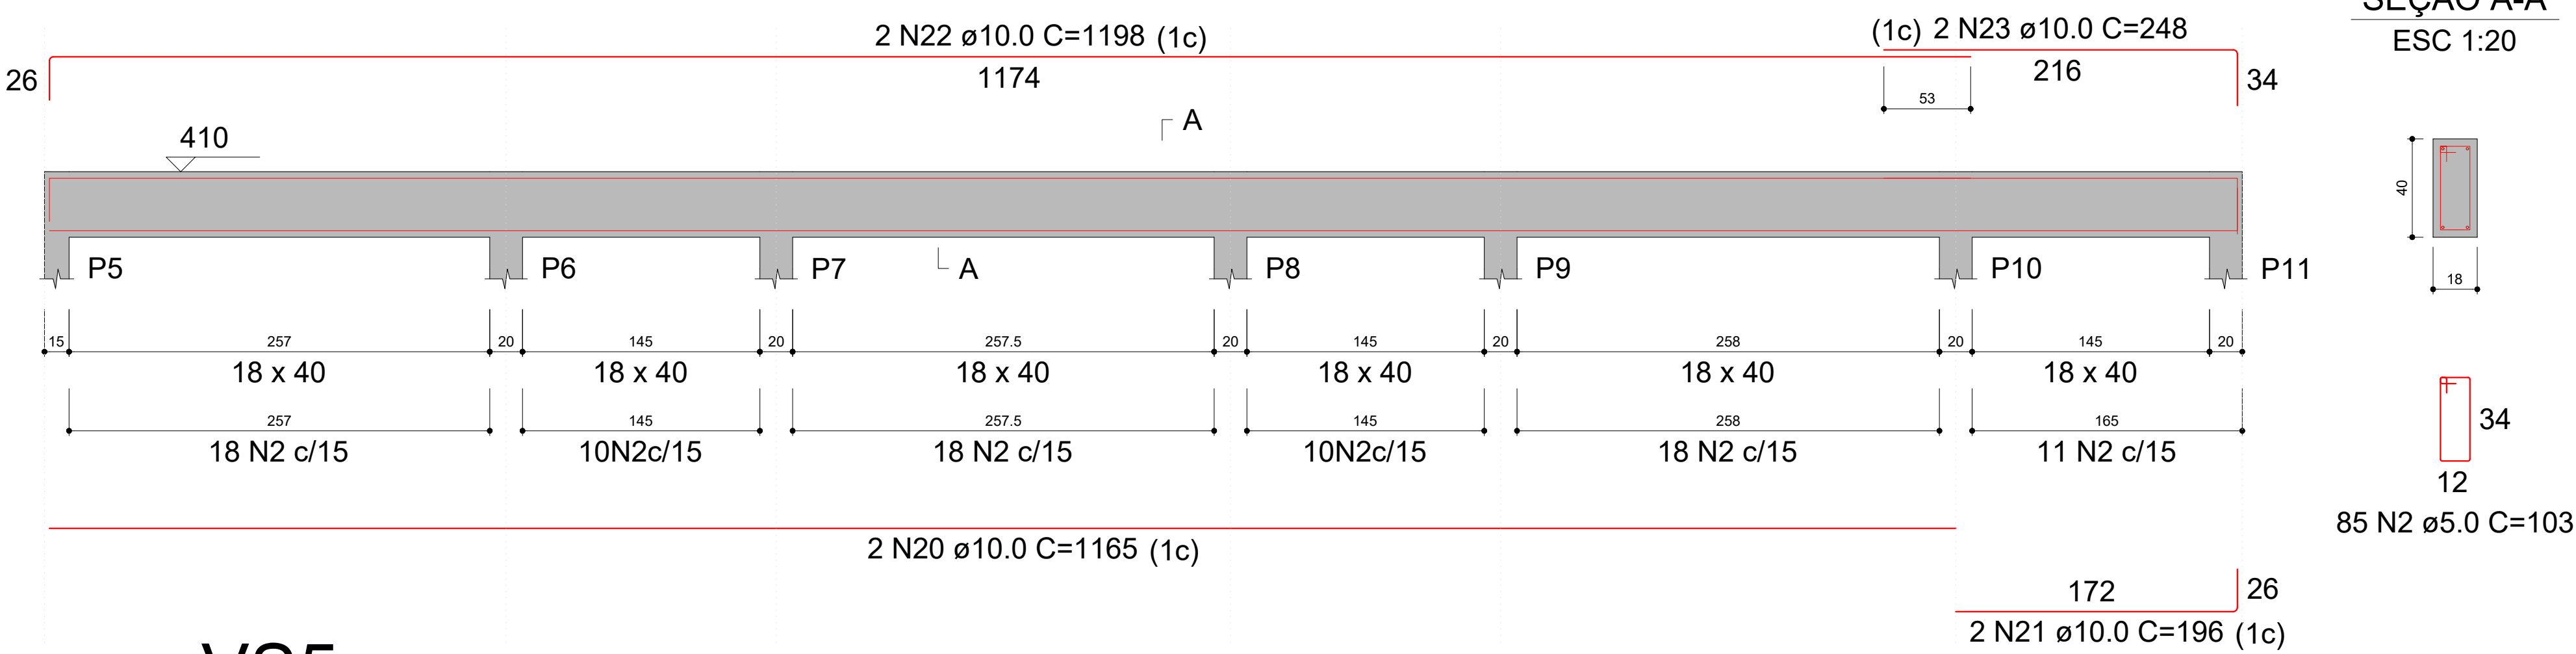 2 N22 ø10.0 C=1198 (1c)
(1c) 2 N23 ø10.0 C=248
SEÇÃO A-A
ESC 1:20
26
1174
216
34
53
A
410
40
P5
P6
P7
A
P8
P9
P10
P11
18
15 257 20 145 20 257.5 20 145 20 258 20 145 20
18 x 40 18 x 40 18 x 40 18 x 40 18 x 40 18 x 40
257 145 257.5 145 258 165
18 N2 c/15 10N2c/15 18 N2 c/15 10N2c/15 18 N2 c/15 11 N2 c/15
34
12
85 N2 ø5.0 C=103
2 N20 ø10.0 C=1165 (1c)
172
26
2 N21 ø10.0 C=196 (1c)